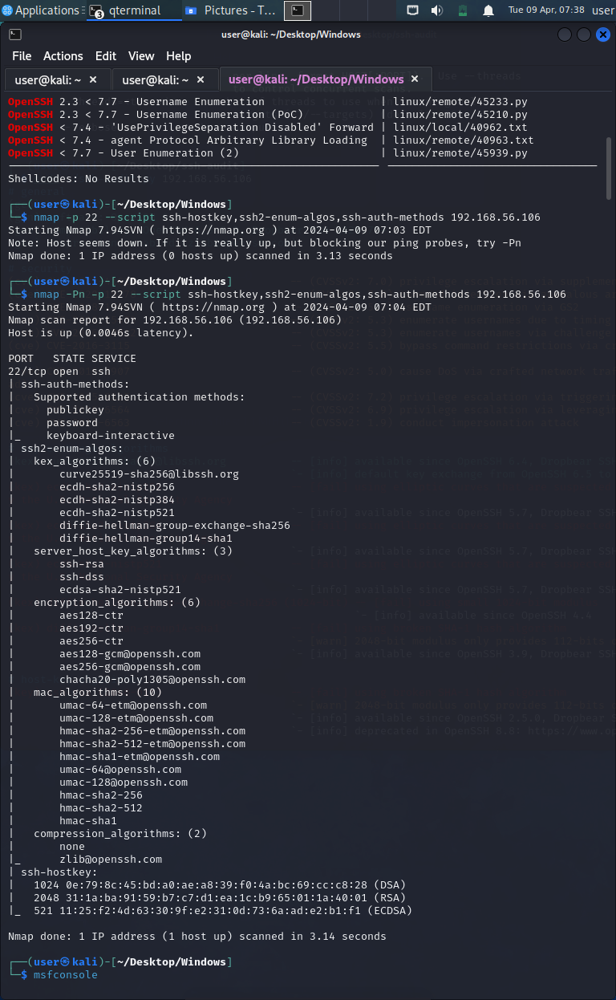 Applications
3
qterminal
Pictures - T...
Tue 09 Apr, 07:38 user
user@kali: ~/Desktop/Windows
File Actions Edit View Help
user@kali: ~ × user@kali: ~ × user@kali: ~/Desktop/Windows ×
OpenSSH 2.3 < 7.7 - Username Enumeration | linux/remote/45233.py
OpenSSH 2.3 < 7.7 - Username Enumeration (PoC) | linux/remote/45210.py
OpenSSH < 7.4 - 'UsePrivilegeSeparation Disabled' Forward | linux/local/40962.txt
OpenSSH < 7.4 - agent Protocol Arbitrary Library Loading | linux/remote/40963.txt
OpenSSH < 7.7 - User Enumeration (2) | linux/remote/45939.py
Shellcodes: No Results
┌──(user㉿kali)-[~/Desktop/Windows]
└─$ nmap -p 22 --script ssh-hostkey,ssh2-enum-algos,ssh-auth-methods 192.168.56.106
Starting Nmap 7.94SVN ( https://nmap.org ) at 2024-04-09 07:03 EDT
Note: Host seems down. If it is really up, but blocking our ping probes, try -Pn
Nmap done: 1 IP address (0 hosts up) scanned in 3.13 seconds
┌──(user㉿kali)-[~/Desktop/Windows]
└─$ nmap -Pn -p 22 --script ssh-hostkey,ssh2-enum-algos,ssh-auth-methods 192.168.56.106
Starting Nmap 7.94SVN ( https://nmap.org ) at 2024-04-09 07:04 EDT
Nmap scan report for 192.168.56.106 (192.168.56.106)
Host is up (0.0046s latency).
PORT STATE SERVICE
22/tcp open ssh
| ssh-auth-methods:
| Supported authentication methods:
| publickey
| password
|_ keyboard-interactive
| ssh2-enum-algos:
| kex_algorithms: (6)
| curve25519-sha256@libssh.org
| ecdh-sha2-nistp256
| ecdh-sha2-nistp384
| ecdh-sha2-nistp521
| diffie-hellman-group-exchange-sha256
| diffie-hellman-group14-sha1
| server_host_key_algorithms: (3)
| ssh-rsa
| ssh-dss
| ecdsa-sha2-nistp521
| encryption_algorithms: (6)
| aes128-ctr
| aes192-ctr
| aes256-ctr
| aes128-gcm@openssh.com
| aes256-gcm@openssh.com
| chacha20-poly1305@openssh.com
| mac_algorithms: (10)
| umac-64-etm@openssh.com
| umac-128-etm@openssh.com
| hmac-sha2-256-etm@openssh.com
| hmac-sha2-512-etm@openssh.com
| hmac-sha1-etm@openssh.com
| umac-64@openssh.com
| umac-128@openssh.com
| hmac-sha2-256
| hmac-sha2-512
| hmac-sha1
| compression_algorithms: (2)
| none
|_ zlib@openssh.com
| ssh-hostkey:
| 1024 0e:79:8c:45:bd:a0:ae:a8:39:f0:4a:bc:69:cc:c8:28 (DSA)
| 2048 31:1a:ba:91:59:b7:c7:d1:ea:1c:b9:65:01:1a:40:01 (RSA)
|_ 521 11:25:f2:4d:63:30:9f:e2:31:0d:73:6a:ad:e2:b1:f1 (ECDSA)
Nmap done: 1 IP address (1 host up) scanned in 3.14 seconds
┌──(user㉿kali)-[~/Desktop/Windows]
└─$ msfconsole